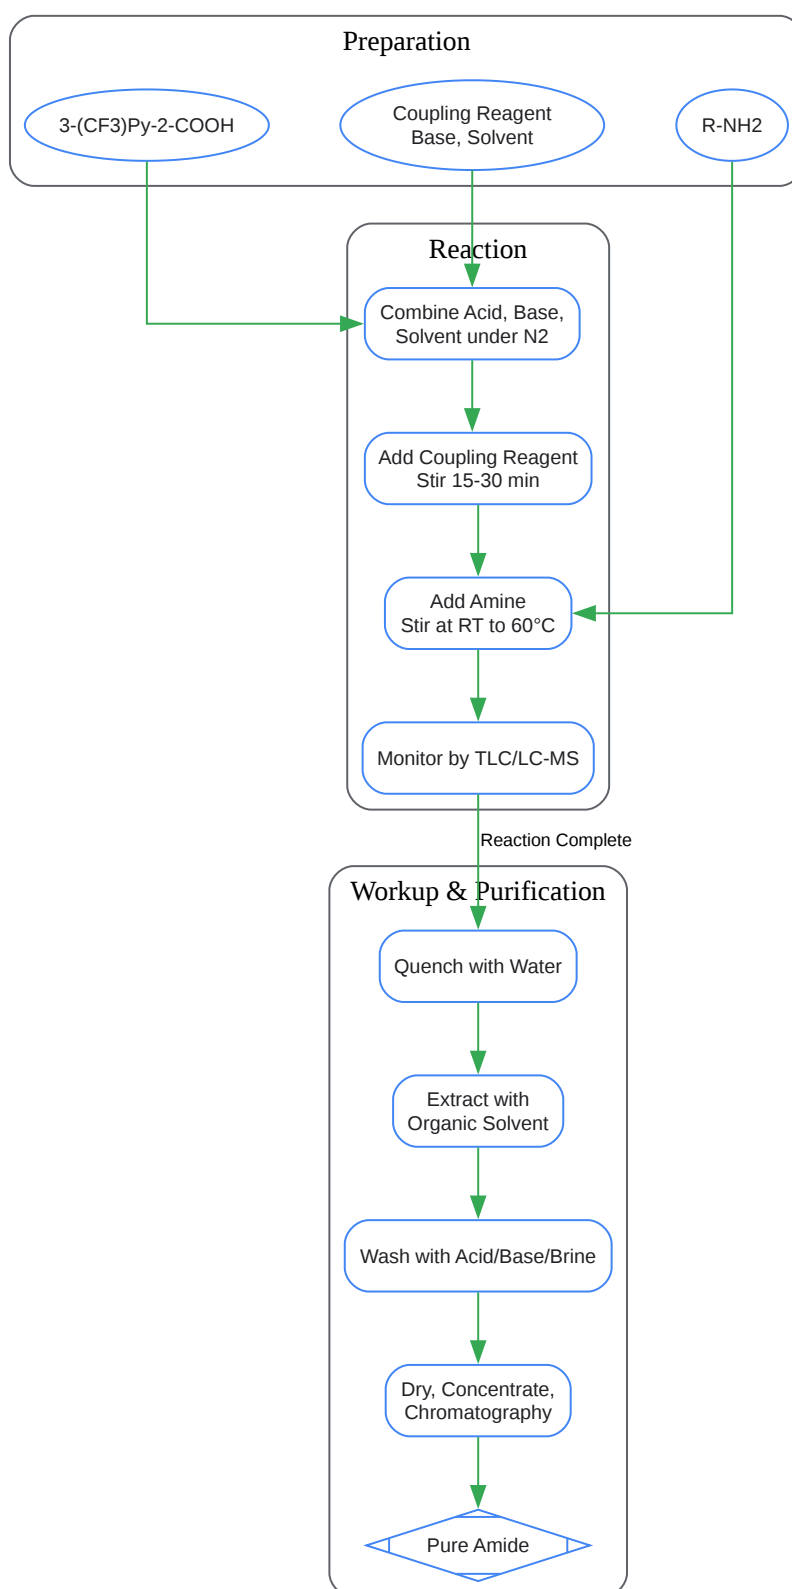 Preparation
3-(CF3)Py-2-COOH
Coupling Reagent
Base, Solvent
R-NH2
Reaction
Combine Acid, Base,
Solvent under N2
Add Coupling Reagent
Stir 15-30 min
Add Amine
Stir at RT to 60°C
Monitor by TLC/LC-MS
Reaction Complete
Workup & Purification
Quench with Water
Extract with
Organic Solvent
Wash with Acid/Base/Brine
Dry, Concentrate,
Chromatography
Pure Amide